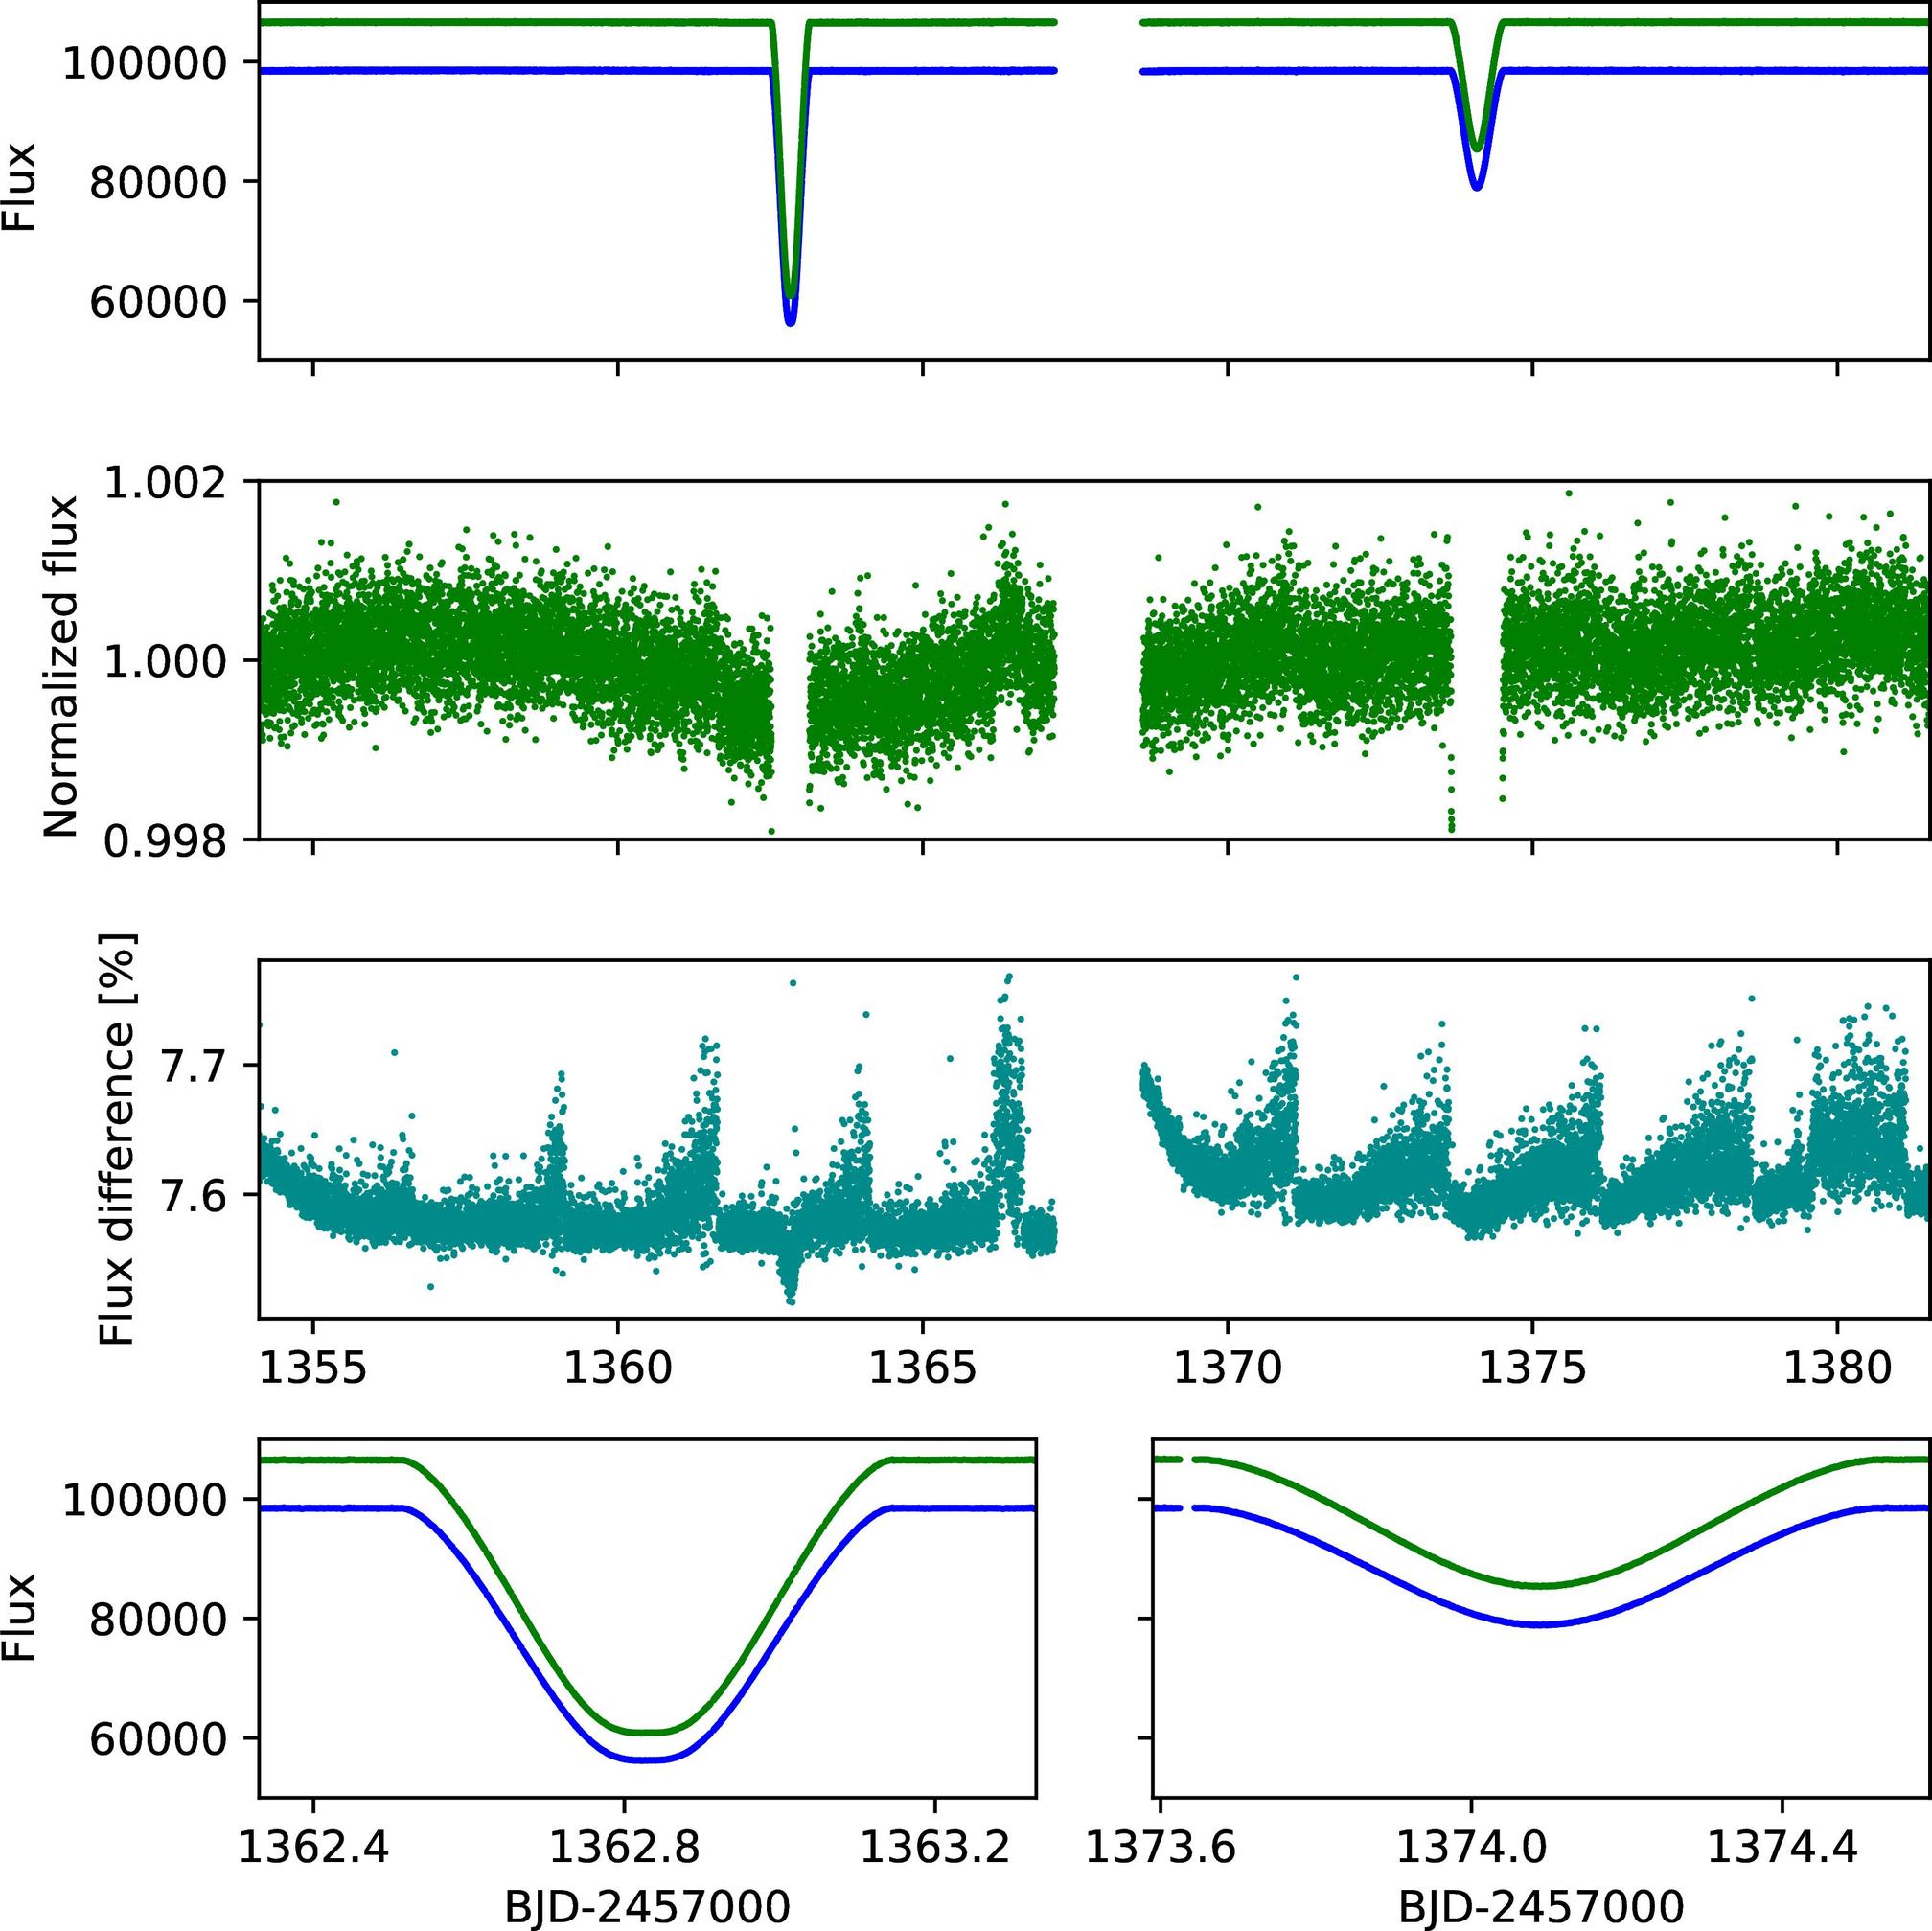 Flux
100000
80000
60000
Normalized flux
1.002
1.000
0.998
Flux difference [%]
7.7
7.6
1355 1360 1365 1370 1375 1380
Flux
100000
80000
60000
1362.4 1362.8 1363.2 1373.6 1374.0 1374.4
BJD-2457000 BJD-2457000